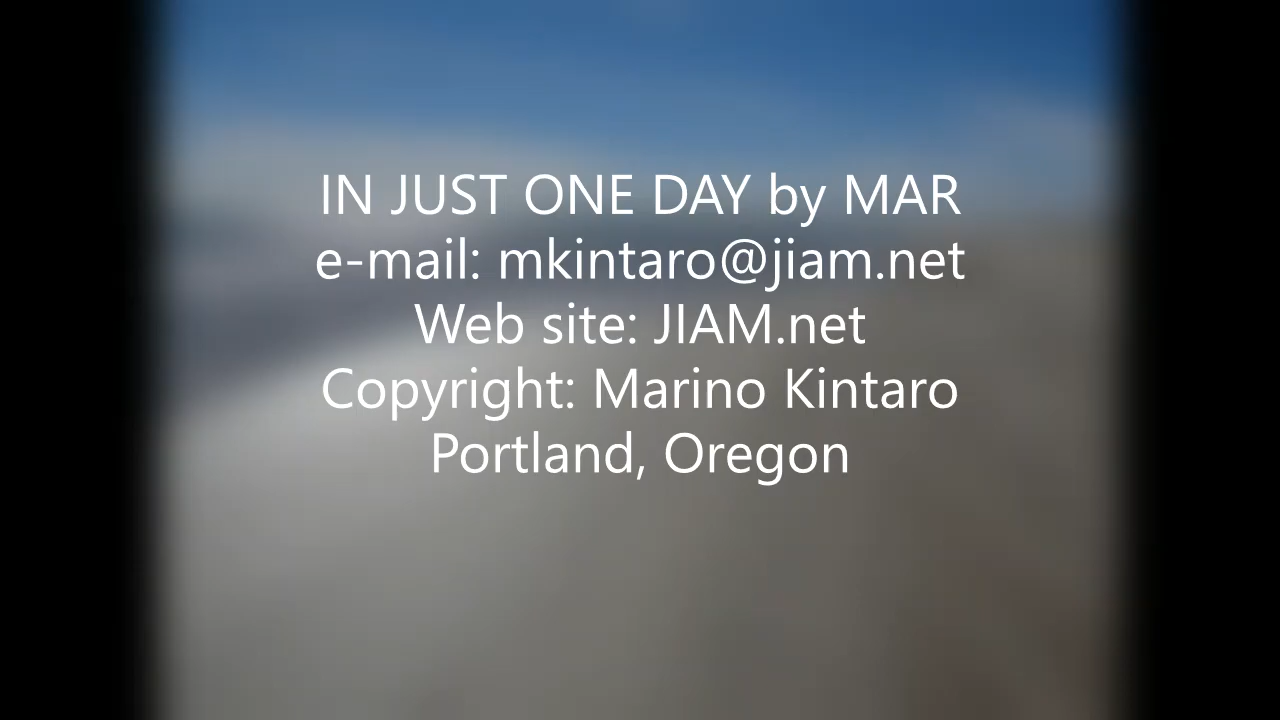 IN JUST ONE DAY by MAR
e-mail: mkintaro@jiam.net
Web site: JIAM.net
Copyright: Marino Kintaro
Portland, Oregon